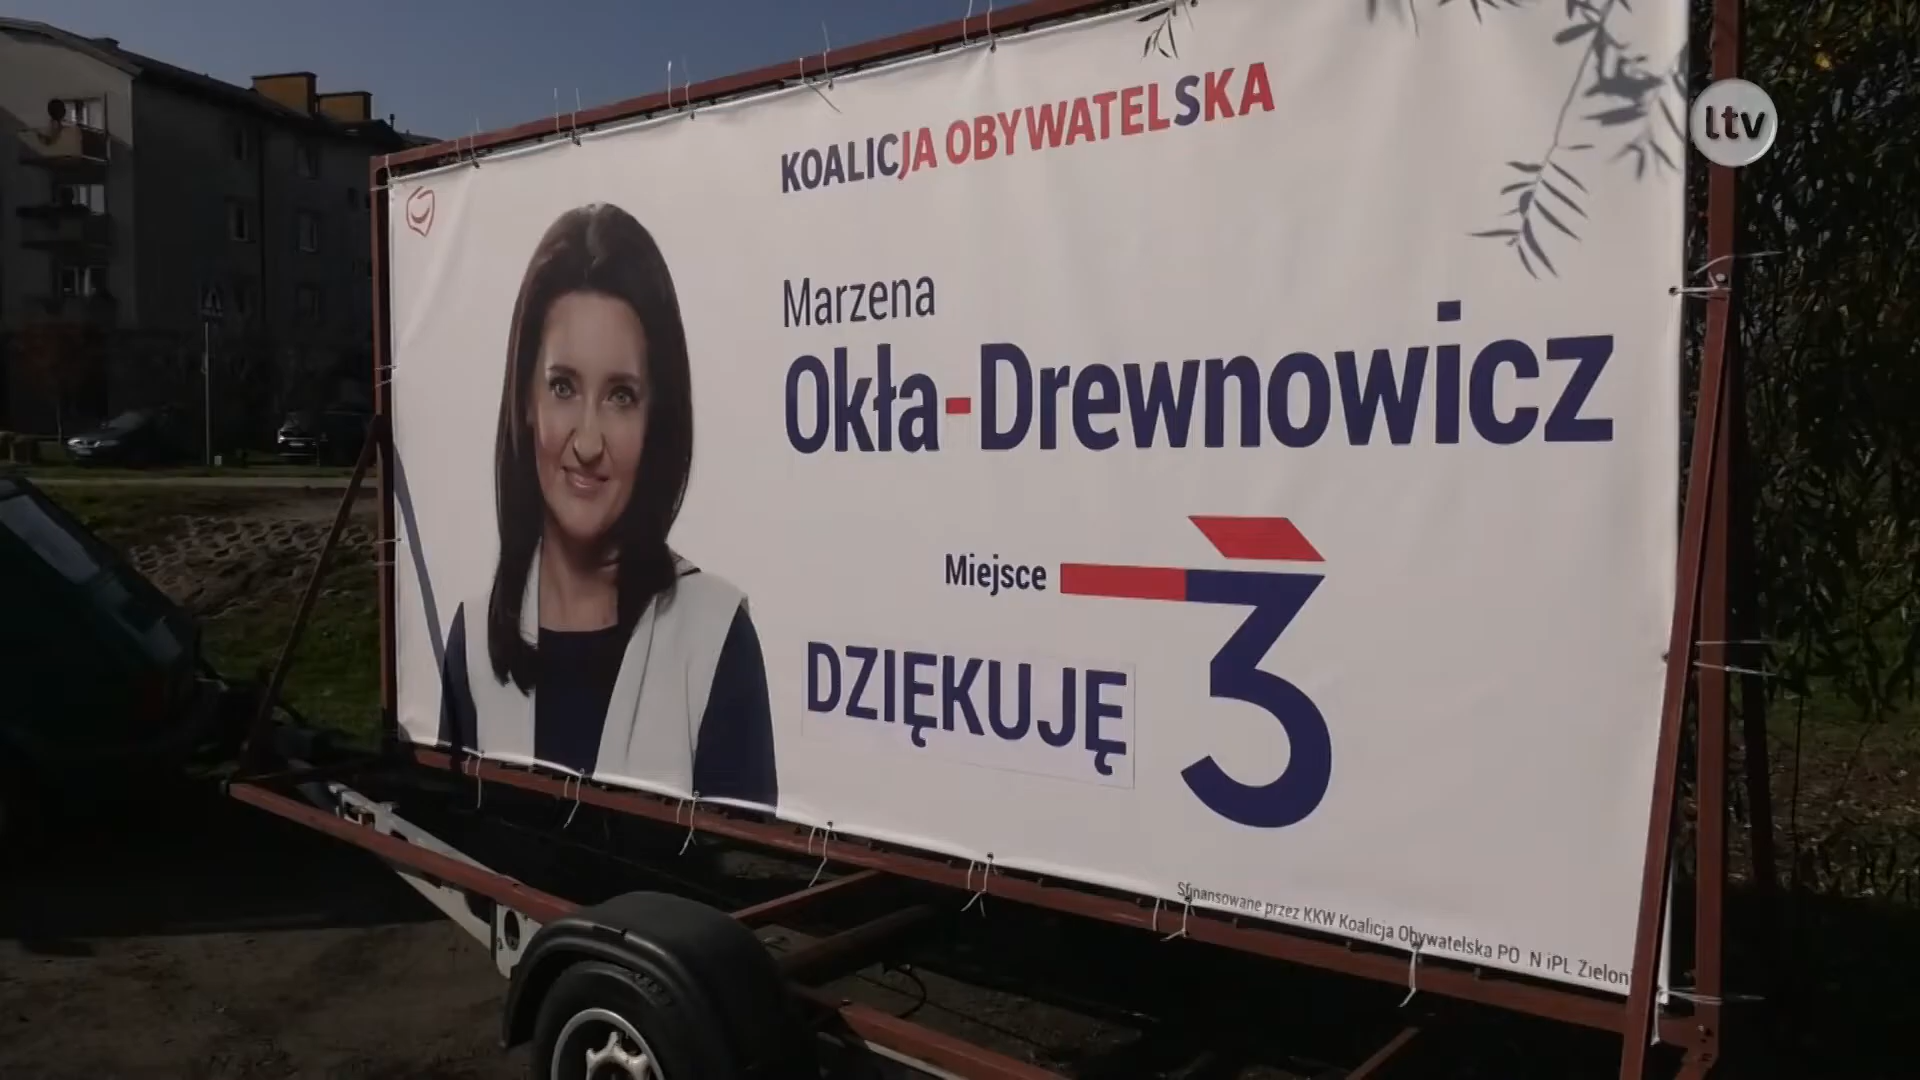 KOALICJA OBYWATELSKA
ltv
Marzena
Okła-Drewnowicz
Miejsce 3
DZIĘKUJĘ
Sfinansowane przez KKW Koalicja Obywatelska PO .N iPL Zieloni